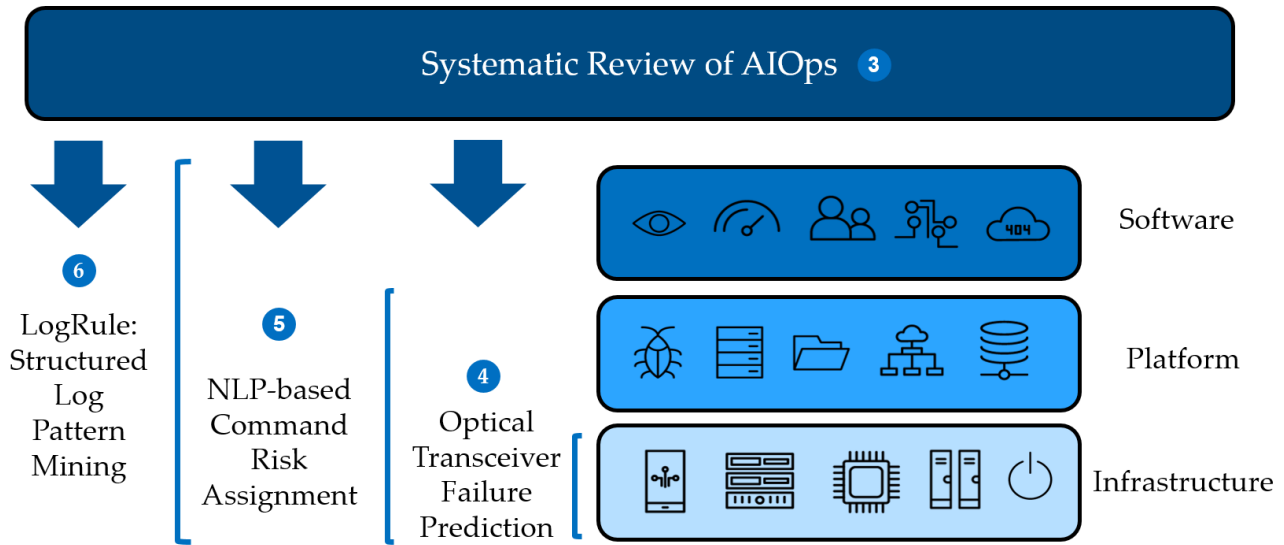 Systematic Review of AIOps 3
6
LogRule:
Structured
Log
Pattern
Mining
5
NLP-based
Command
Risk
Assignment
4
Optical
Transceiver
Failure
Prediction
404
Software
Platform
Infrastructure